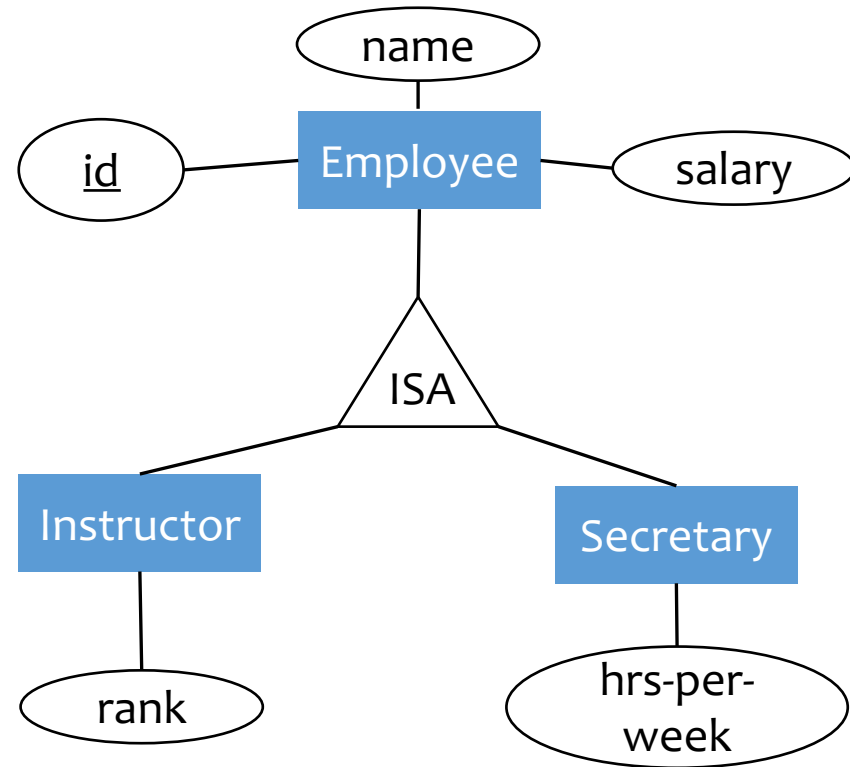 name
id
Employee
salary
ISA
Instructor
Secretary
rank
hrs-per-
week